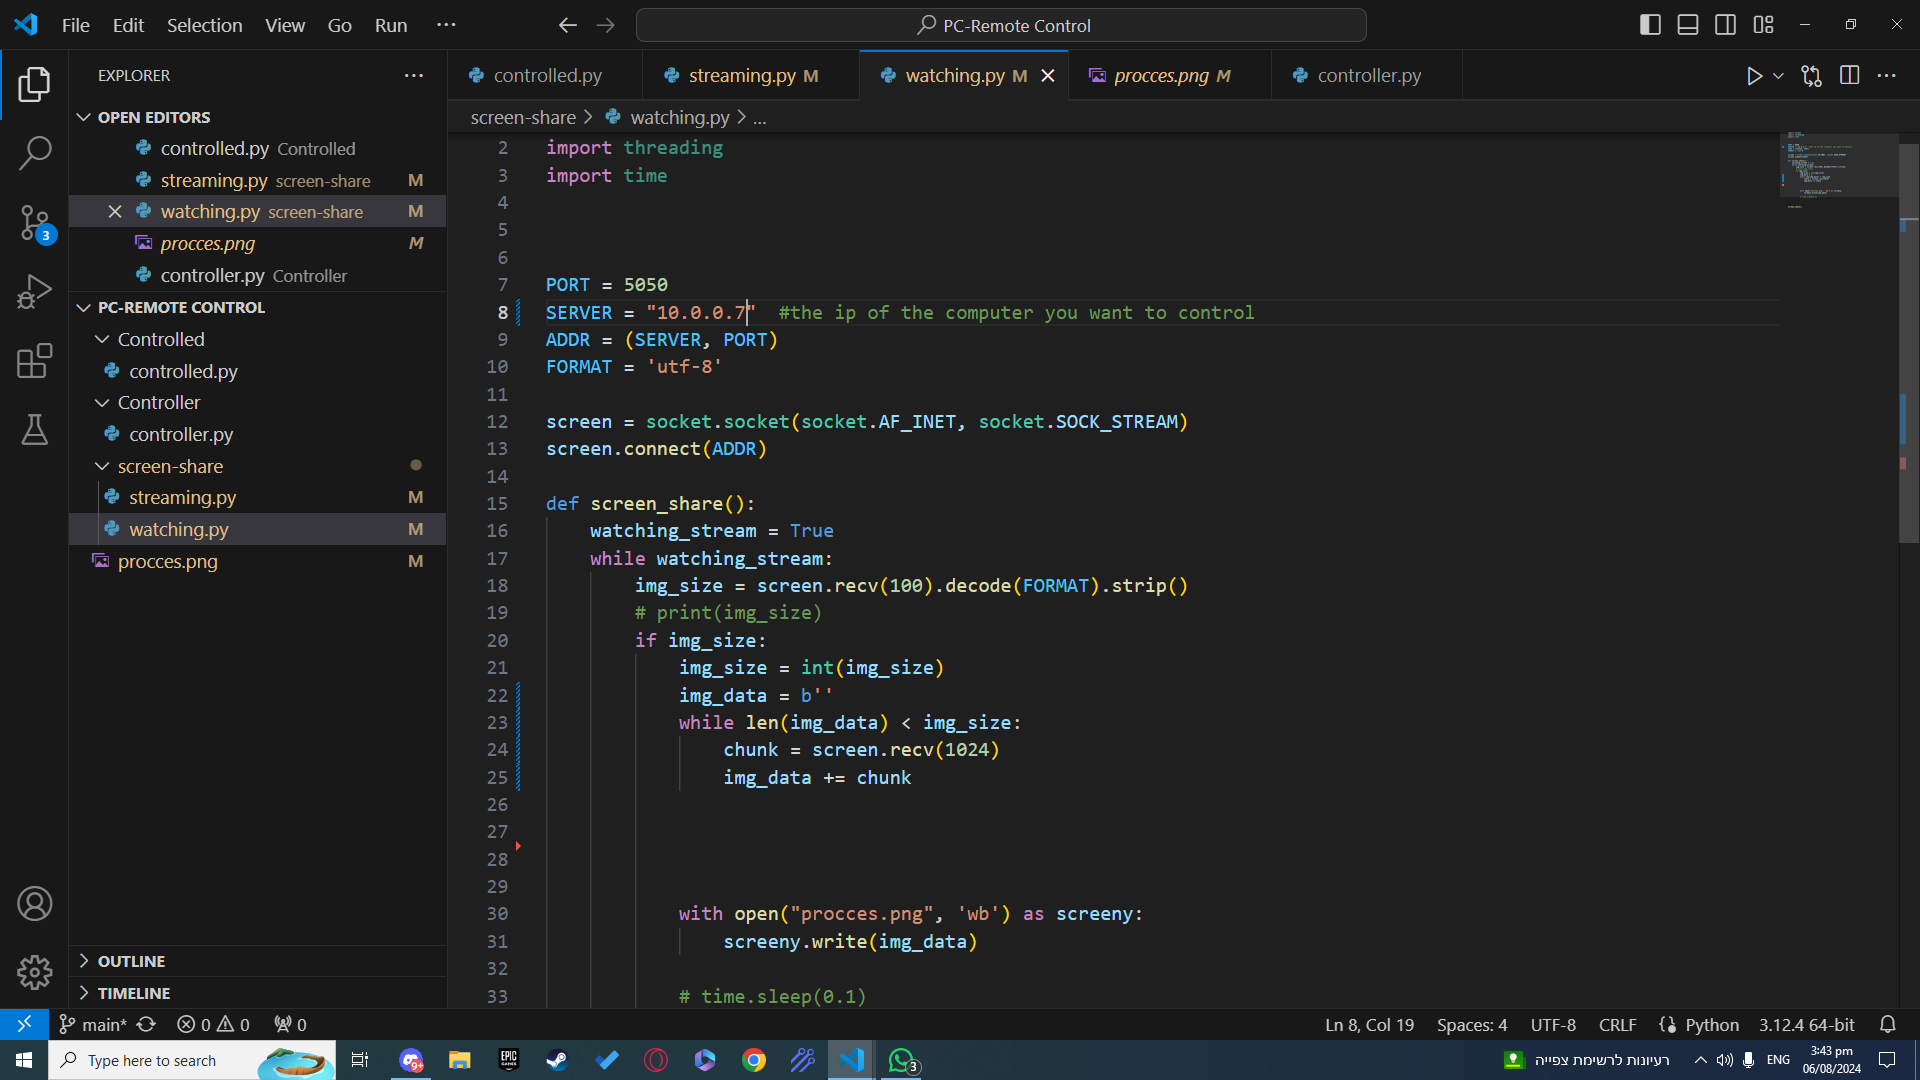 File Edit Selection View Go Run ···
PC-Remote Control
EXPLORER ···
OPEN EDITORS
controlled.py Controlled
streaming.py screen-share M
watching.py screen-share M
procces.png M
controller.py Controller
3
PC-REMOTE CONTROL
Controlled
controlled.py
Controller
controller.py
screen-share
streaming.py M
watching.py M
procces.png M
OUTLINE
TIMELINE
controlled.py streaming.py M watching.py M procces.png M controller.py ···
screen-share > watching.py > ...
2 import threading
3 import time
4
5
6
7 PORT = 5050
8 SERVER = "10.0.0.7" #the ip of the computer you want to control
9 ADDR = (SERVER, PORT)
10 FORMAT = 'utf-8'
11
12 screen = socket.socket(socket.AF_INET, socket.SOCK_STREAM)
13 screen.connect(ADDR)
14
15 def screen_share():
16 watching_stream = True
17 while watching_stream:
18 img_size = screen.recv(100).decode(FORMAT).strip()
19 # print(img_size)
20 if img_size:
21 img_size = int(img_size)
22 img_data = b''
23 while len(img_data) < img_size:
24 chunk = screen.recv(1024)
25 img_data += chunk
26
27
28
29
30 with open("procces.png", 'wb') as screeny:
31 screeny.write(img_data)
32
33 # time.sleep(0.1)
main* 0 0 0 Ln 8, Col 19 Spaces: 4 UTF-8 CRLF Python 3.12.4 64-bit
Type here to search
9+
EPIC GAMES
3
רעיונות לרשימת צפייה
ENG
3:43 pm
06/08/2024